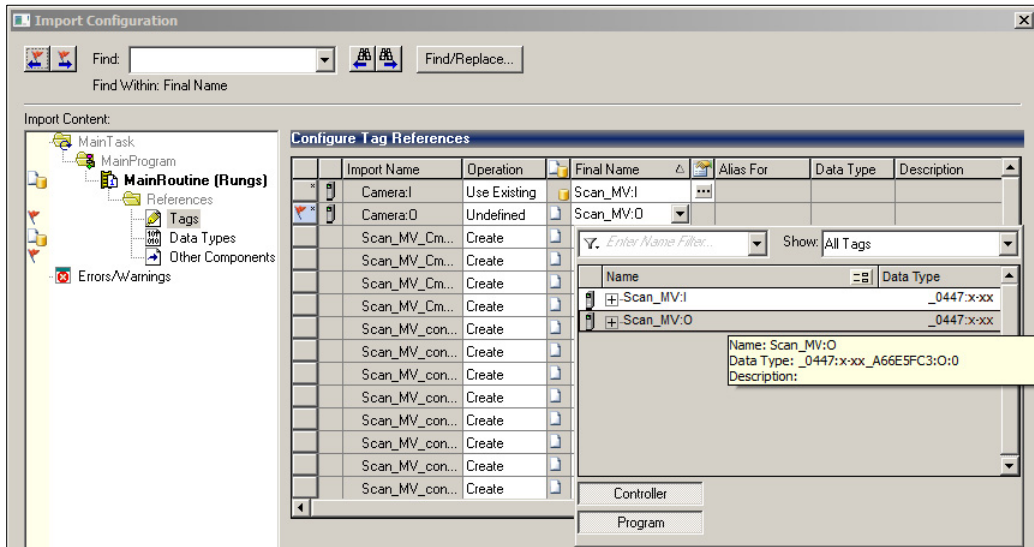 Import Configuration
Find:
Find/Replace...
Find Within: Final Name
Import Content:
MainTask
MainProgram
MainRoutine (Rungs)
References
Tags
Data Types
Other Components
Errors/Warnings
Configure Tag References
Import Name Operation Final Name Alias For Data Type Description
Camera:I Use Existing Scan_MV:I ...
Camera:O Undefined Scan_MV:O
Scan_MV_Cm... Create
Scan_MV_Cm... Create
Scan_MV_Cm... Create
Scan_MV_Cm... Create
Scan_MV_con... Create
Scan_MV_con... Create
Scan_MV_con... Create
Scan_MV_con... Create
Scan_MV_con... Create
Scan_MV_con... Create
Scan_MV_con... Create
Scan_MV_con... Create
Enter Name Filter... Show: All Tags
Name Data Type
Scan_MV:I _0447:x-xx
Scan_MV:O _0447:x-xx
Name: Scan_MV:O
Data Type: _0447:x-xx_A66E5FC3:O:0
Description:
Controller
Program